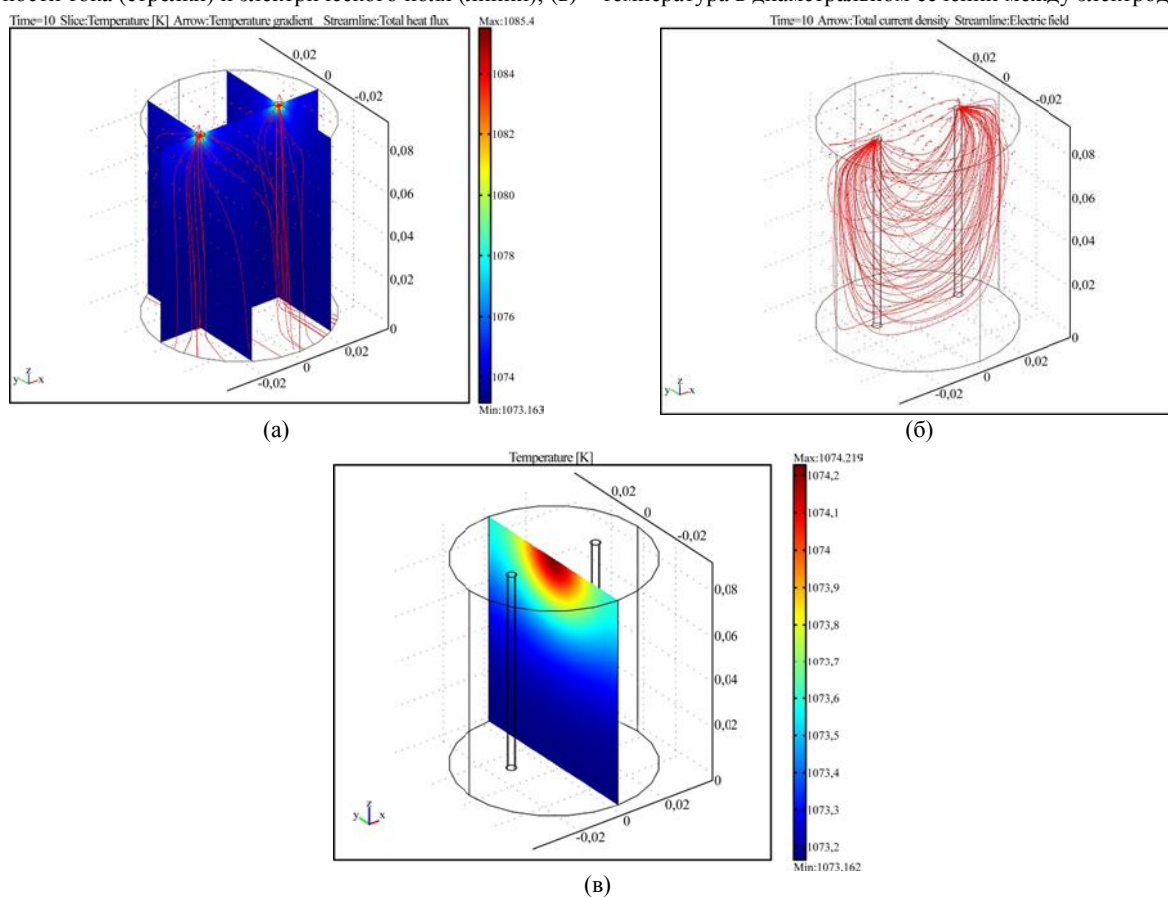 ности тока (стрелки) и электрического поля (линии); (в) – температура в диаметральном сечении между электрод
Time=10 Slice:Temperature [K] Arrow:Temperature gradient Streamline:Total heat flux
Max:1085.4
0,02
0
-0,02
0,08
0,06
0,04
0,02
0
0,02
0
-0,02
1084
1082
1080
1078
1076
1074
Min:1073.163
z
y
x
(а)
Time=10 Arrow:Total current density Streamline:Electric field
0,02
0
-0,02
0,08
0,06
0,04
0,02
0
0,02
0
-0,02
z
y
x
(б)
Temperature [K]
Max:1074.219
0,02
0
-0,02
0,08
0,06
0,04
0,02
0
0,02
0
-0,02
1074,2
1074,1
1074
1073,9
1073,8
1073,7
1073,6
1073,5
1073,4
1073,3
1073,2
Min:1073.162
z
y
x
(в)